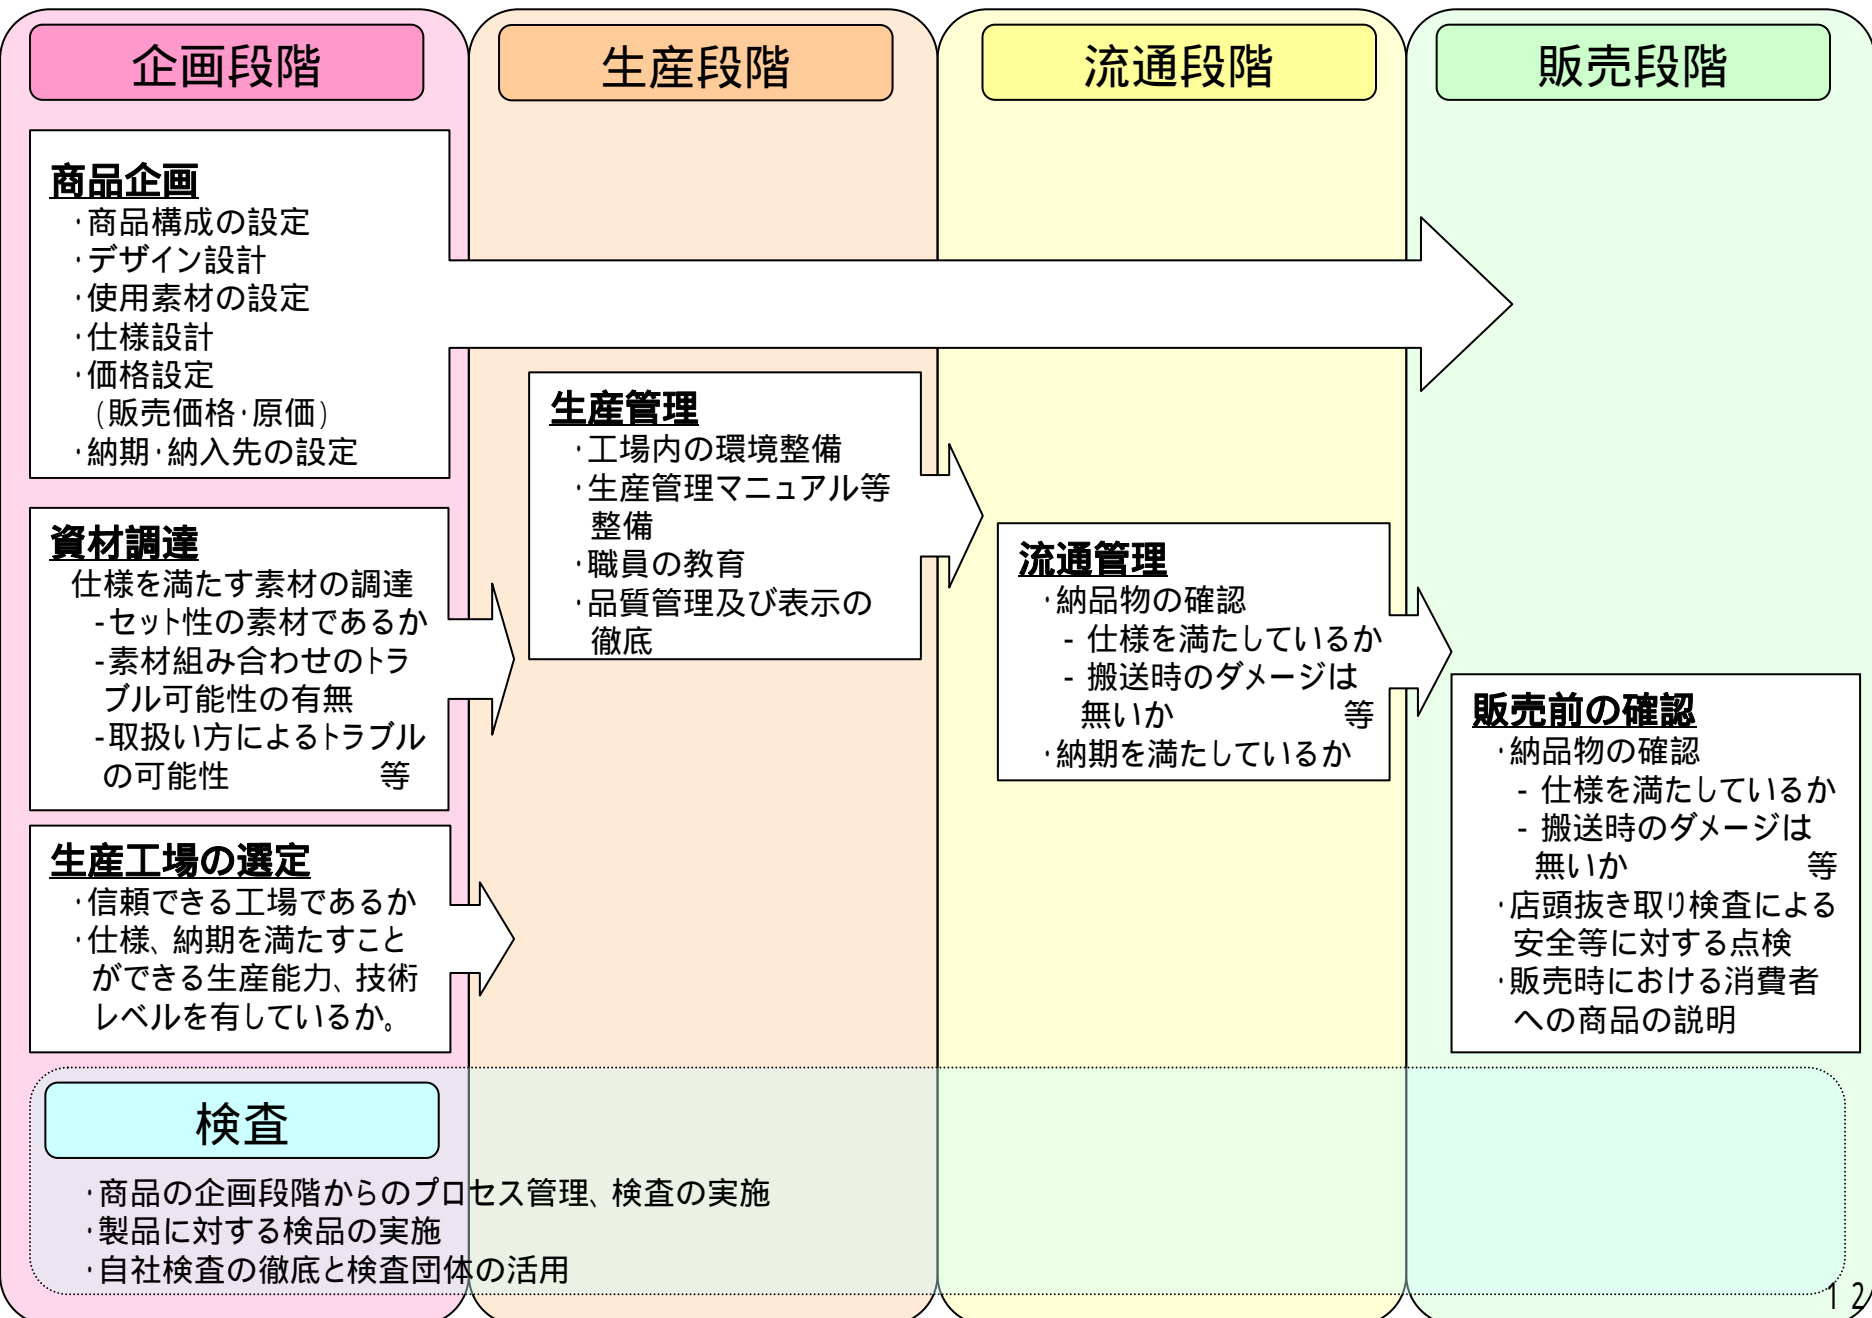 企画段階
生産段階
流通段階
販売段階
商品企画
･商品構成の設定
･デザイン設計
･使用素材の設定
･仕様設計
･価格設定
(販売価格･原価)
･納期･納入先の設定
資材調達
仕様を満たす素材の調達
-セット性の素材であるか
-素材組み合わせのトラ
ブル可能性の有無
-取扱い方によるトラブル
の可能性 等
生産工場の選定
･信頼できる工場であるか
･仕様、納期を満たすこと
ができる生産能力、技術
レベルを有しているか。
生産管理
･工場内の環境整備
･生産管理マニュアル等
整備
･職員の教育
･品質管理及び表示の
徹底
流通管理
･納品物の確認
- 仕様を満たしているか
- 搬送時のダメージは
無いか 等
･納期を満たしているか
販売前の確認
･納品物の確認
- 仕様を満たしているか
- 搬送時のダメージは
無いか 等
･店頭抜き取り検査による
安全等に対する点検
･販売時における消費者
への商品の説明
検査
･商品の企画段階からのプロセス管理、検査の実施
･製品に対する検品の実施
･自社検査の徹底と検査団体の活用
12